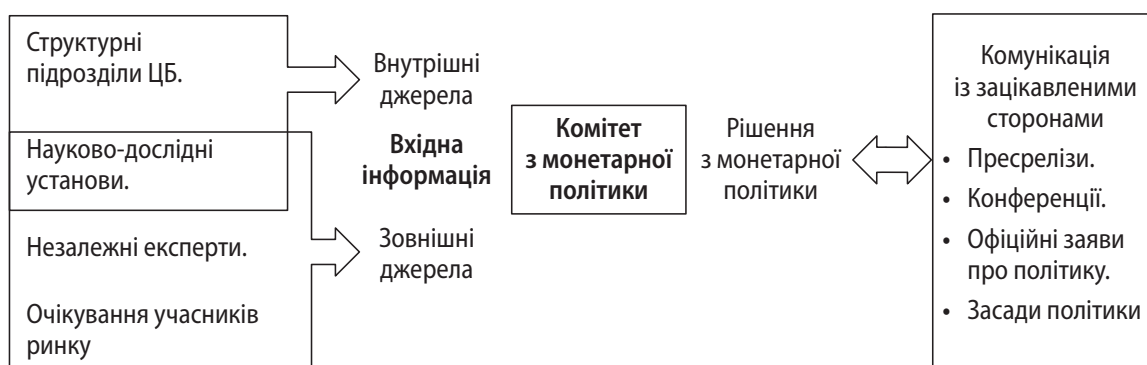 Структурні
підрозділи ЦБ.
Науково-дослідні
установи.
Незалежні експерти.
Очікування учасників
ринку
Внутрішні
джерела
Вхідна
інформація
Зовнішні
джерела
Комітет
з монетарної
політики
Рішення
з монетарної
політики
Комунікація
із зацікавленими
сторонами
• Пресрелізи.
• Конференції.
• Офіційні заяви
про політику.
• Засади політики